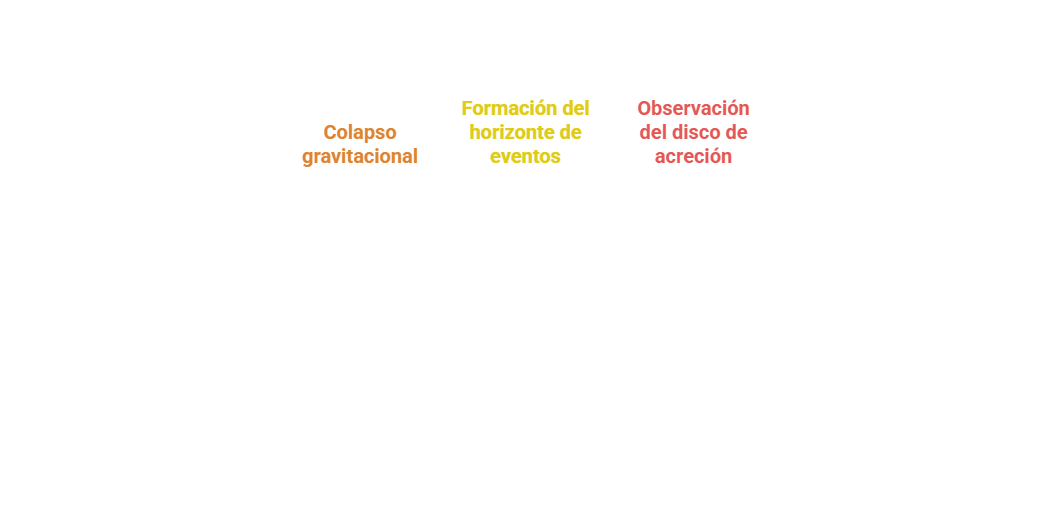 Colapso
gravitacional
Formación del
horizonte de
eventos
Observación
del disco de
acreción